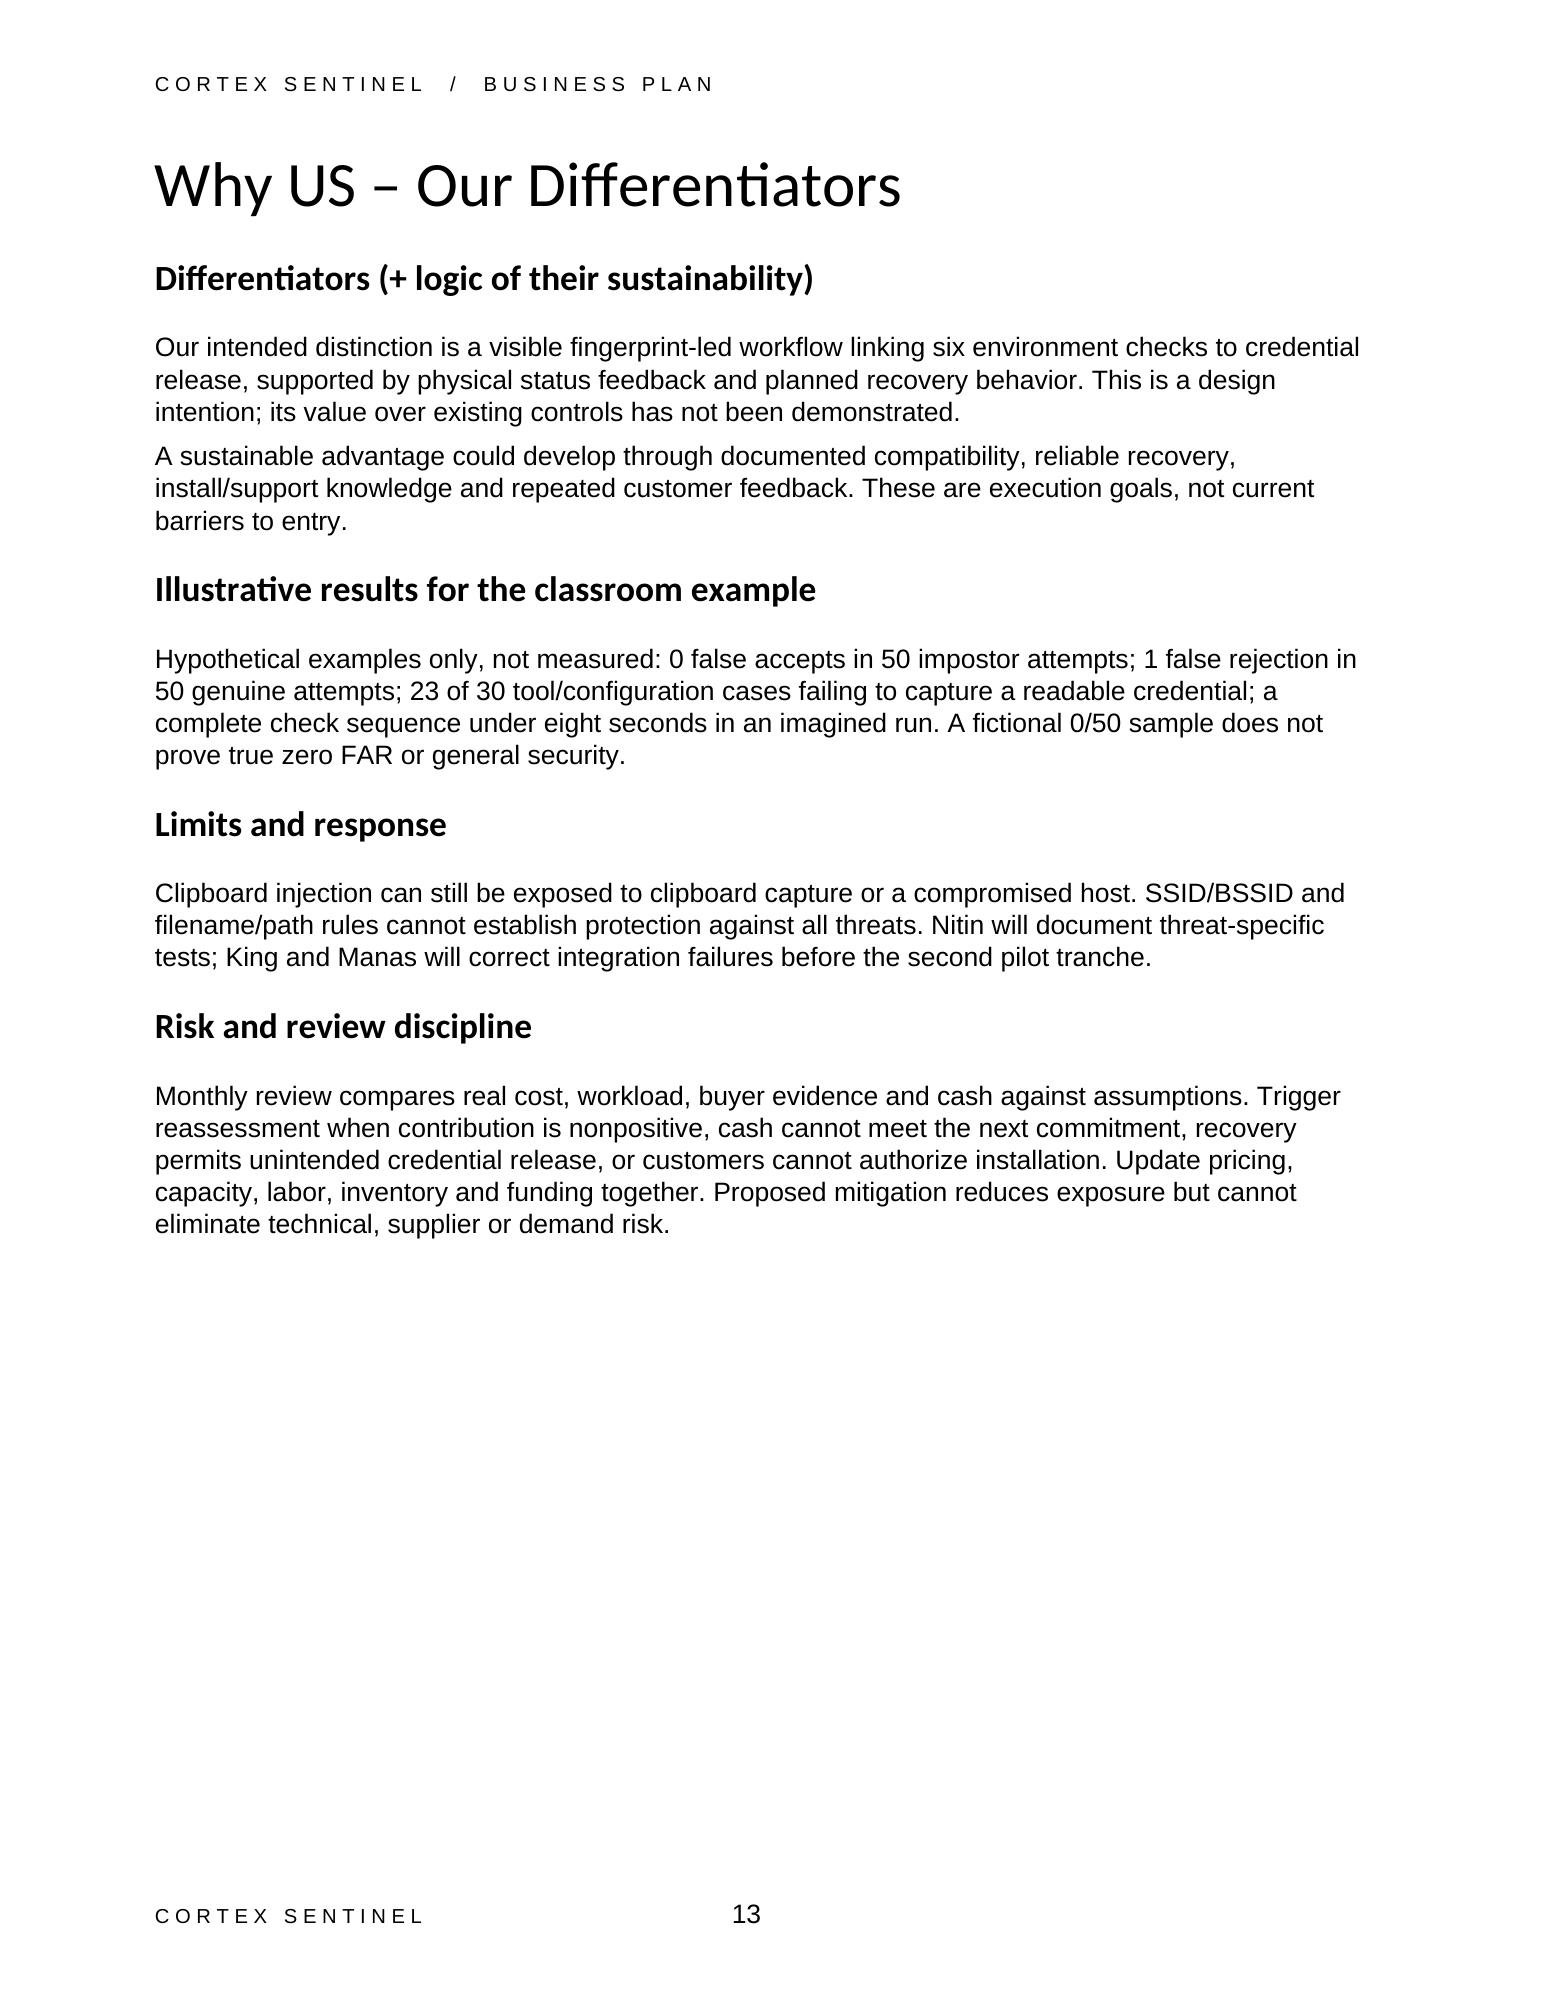 CORTEX SENTINEL / BUSINESS PLAN
Why US – Our Differentiators
Differentiators (+ logic of their sustainability)
Our intended distinction is a visible fingerprint-led workflow linking six environment checks to credential
release, supported by physical status feedback and planned recovery behavior. This is a design
intention; its value over existing controls has not been demonstrated.
A sustainable advantage could develop through documented compatibility, reliable recovery,
install/support knowledge and repeated customer feedback. These are execution goals, not current
barriers to entry.
Illustrative results for the classroom example
Hypothetical examples only, not measured: 0 false accepts in 50 impostor attempts; 1 false rejection in
50 genuine attempts; 23 of 30 tool/configuration cases failing to capture a readable credential; a
complete check sequence under eight seconds in an imagined run. A fictional 0/50 sample does not
prove true zero FAR or general security.
Limits and response
Clipboard injection can still be exposed to clipboard capture or a compromised host. SSID/BSSID and
filename/path rules cannot establish protection against all threats. Nitin will document threat-specific
tests; King and Manas will correct integration failures before the second pilot tranche.
Risk and review discipline
Monthly review compares real cost, workload, buyer evidence and cash against assumptions. Trigger
reassessment when contribution is nonpositive, cash cannot meet the next commitment, recovery
permits unintended credential release, or customers cannot authorize installation. Update pricing,
capacity, labor, inventory and funding together. Proposed mitigation reduces exposure but cannot
eliminate technical, supplier or demand risk.
CORTEX SENTINEL 13